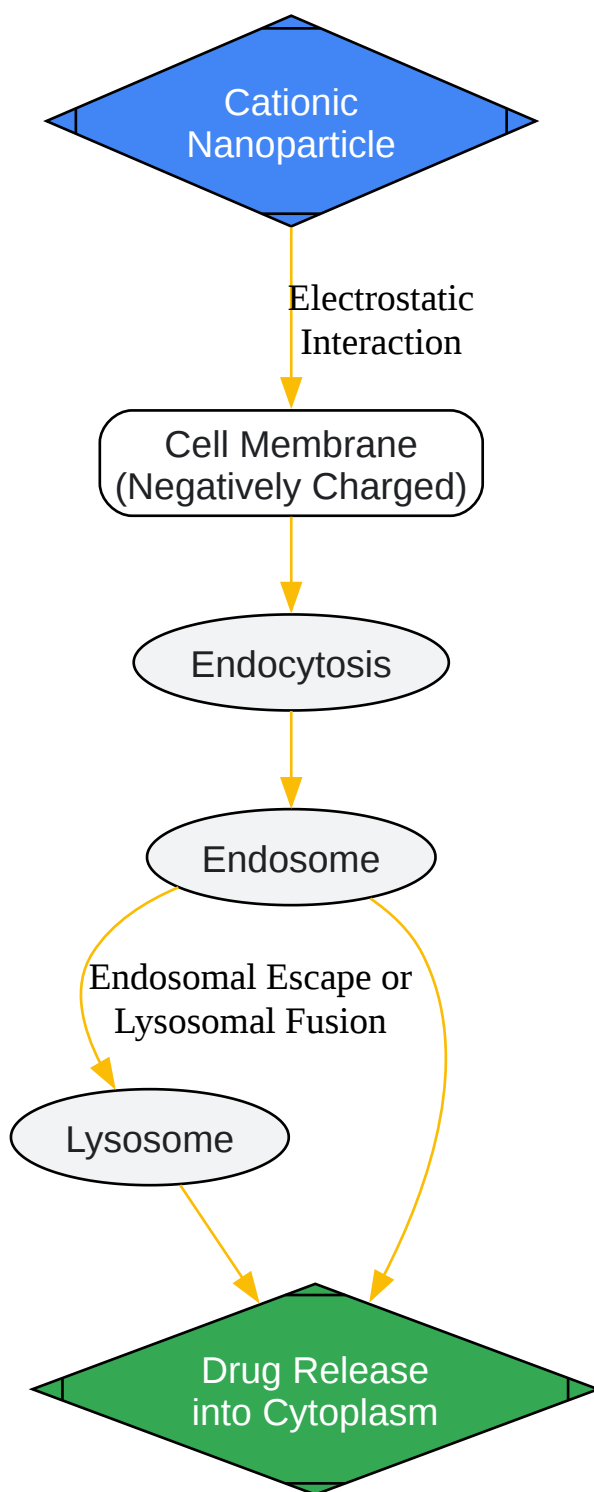 Cationic
Nanoparticle
Electrostatic
Interaction
Cell Membrane
(Negatively Charged)
Endocytosis
Endosome
Endosomal Escape or
Lysosomal Fusion
Lysosome
Drug Release
into Cytoplasm